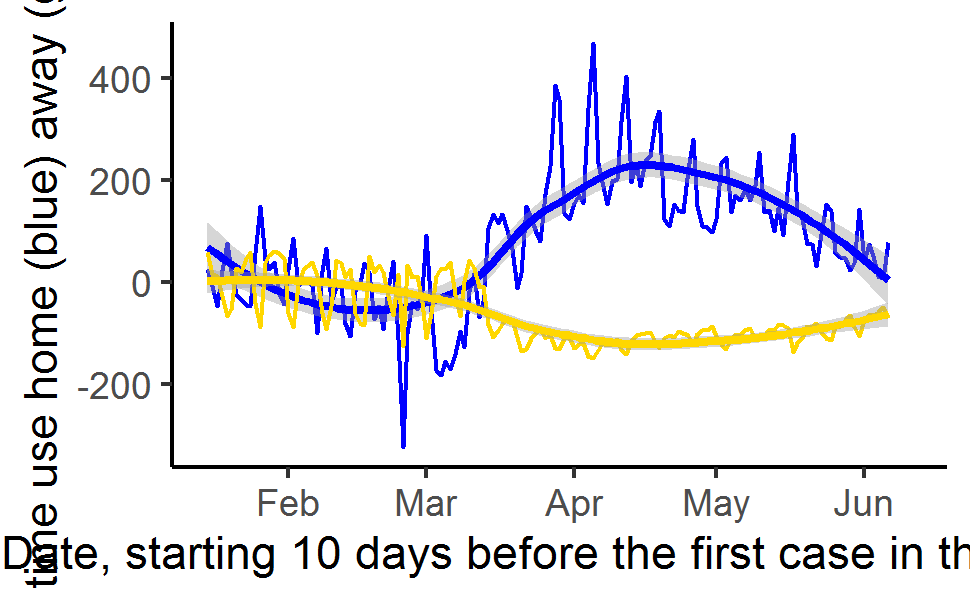 time use home (blue) away (
400
200
0
-200
Feb Mar Apr May Jun
Date, starting 10 days before the first case in th